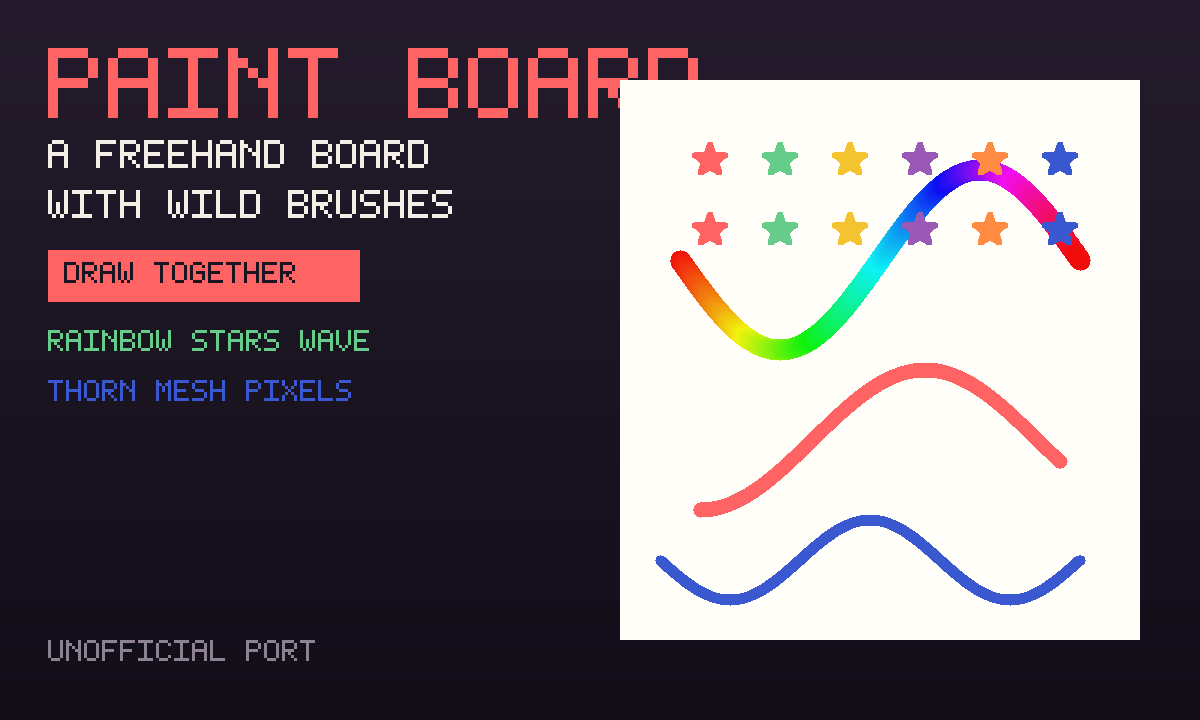 PAINT BOARD
A FREEHAND BOARD
WITH WILD BRUSHES
DRAW TOGETHER
RAINBOW STARS WAVE
THORN MESH PIXELS
UNOFFICIAL PORT